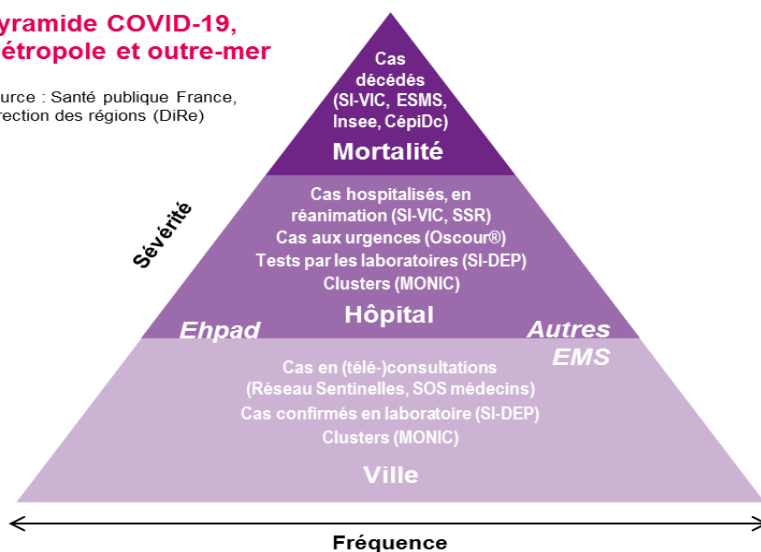 yramide COVID-19,
étropole et outre-mer
urce : Santé publique France,
rection des régions (DiRe)
Cas
décédés
(SI-VIC, ESMS,
Insee, CépiDc)
Mortalité
Sévérité
Cas hospitalisés, en
réanimation (SI-VIC, SSR)
Cas aux urgences (Oscour®)
Tests par les laboratoires (SI-DEP)
Clusters (MONIC)
Hôpital
Ehpad
Autres
EMS
Cas en (télé-)consultations
(Réseau Sentinelles, SOS médecins)
Cas confirmés en laboratoire (SI-DEP)
Clusters (MONIC)
Ville
Fréquence